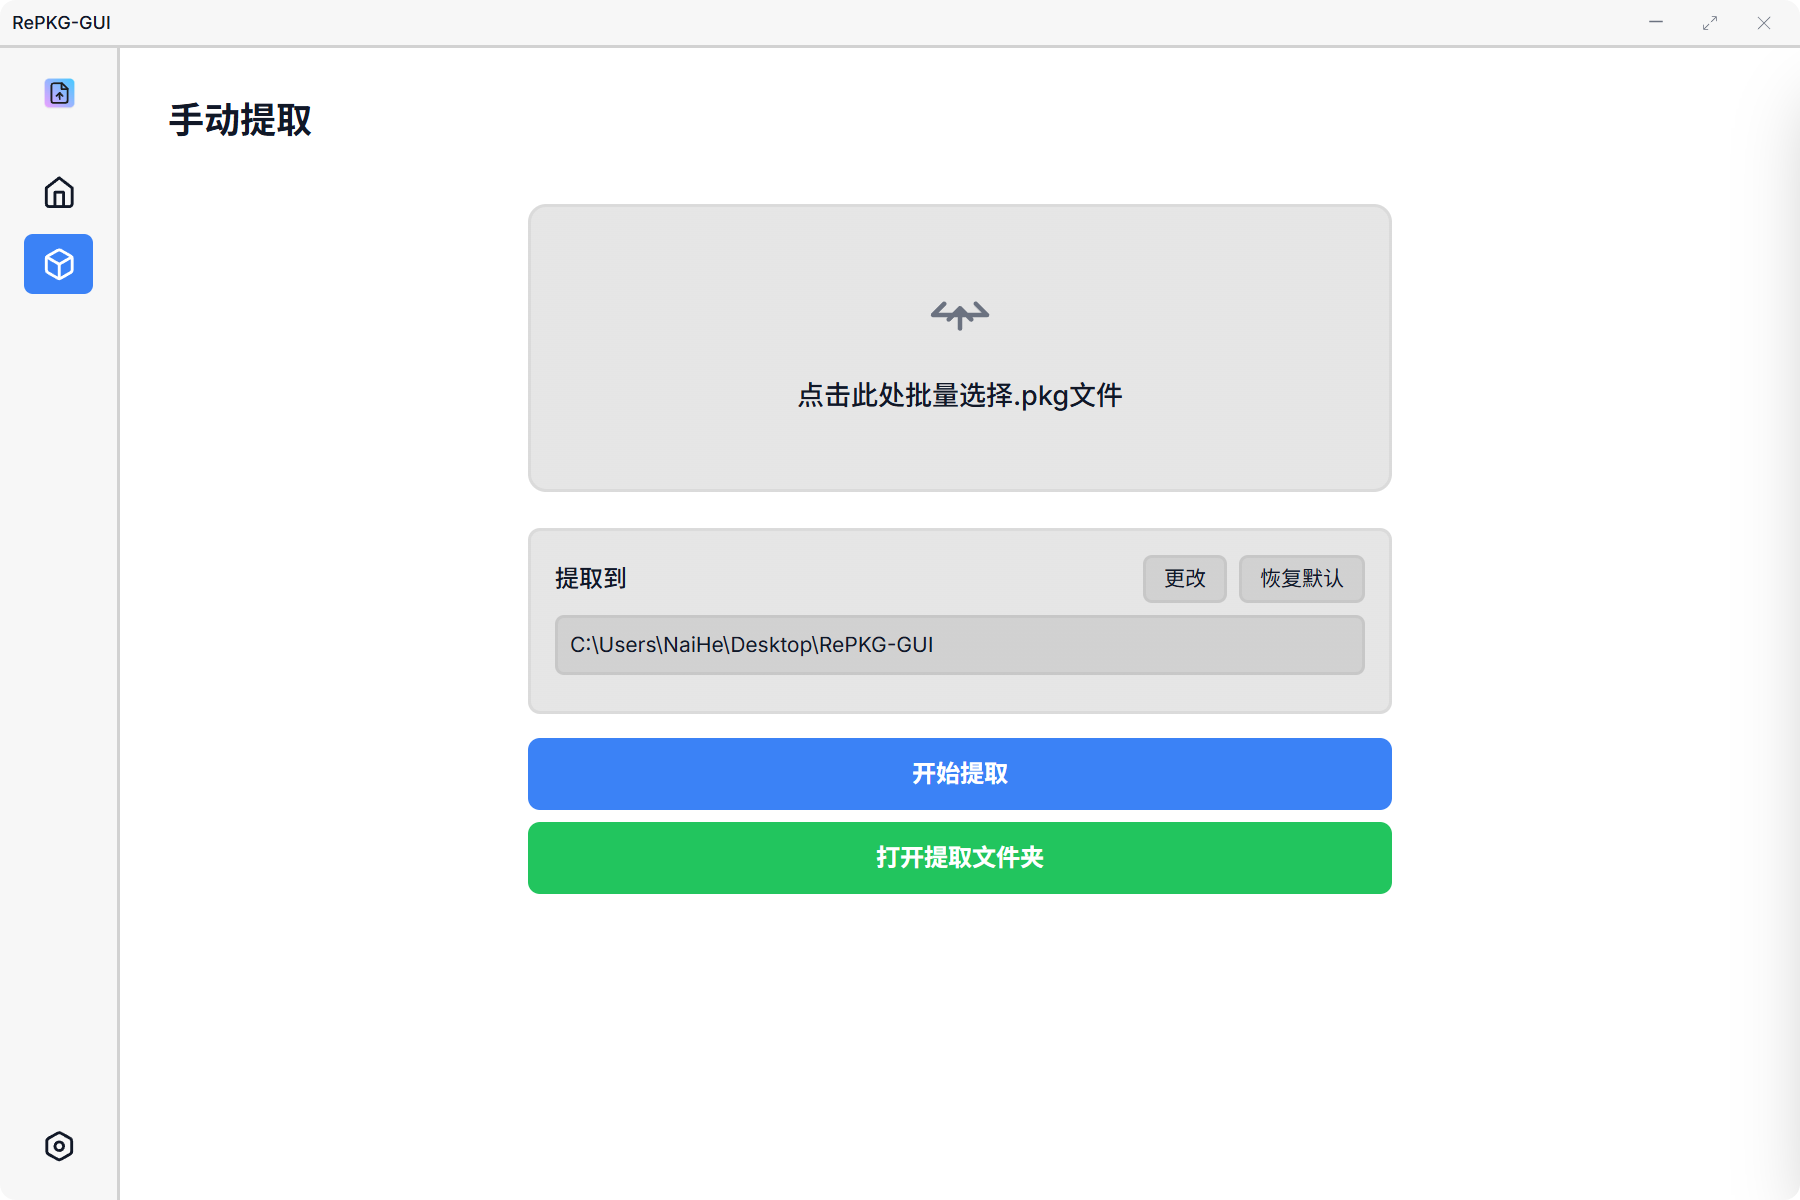 RePKG-GUI
手动提取
点击此处批量选择.pkg文件
提取到
更改
恢复默认
C:\Users\NaiHe\Desktop\RePKG-GUI
开始提取
打开提取文件夹